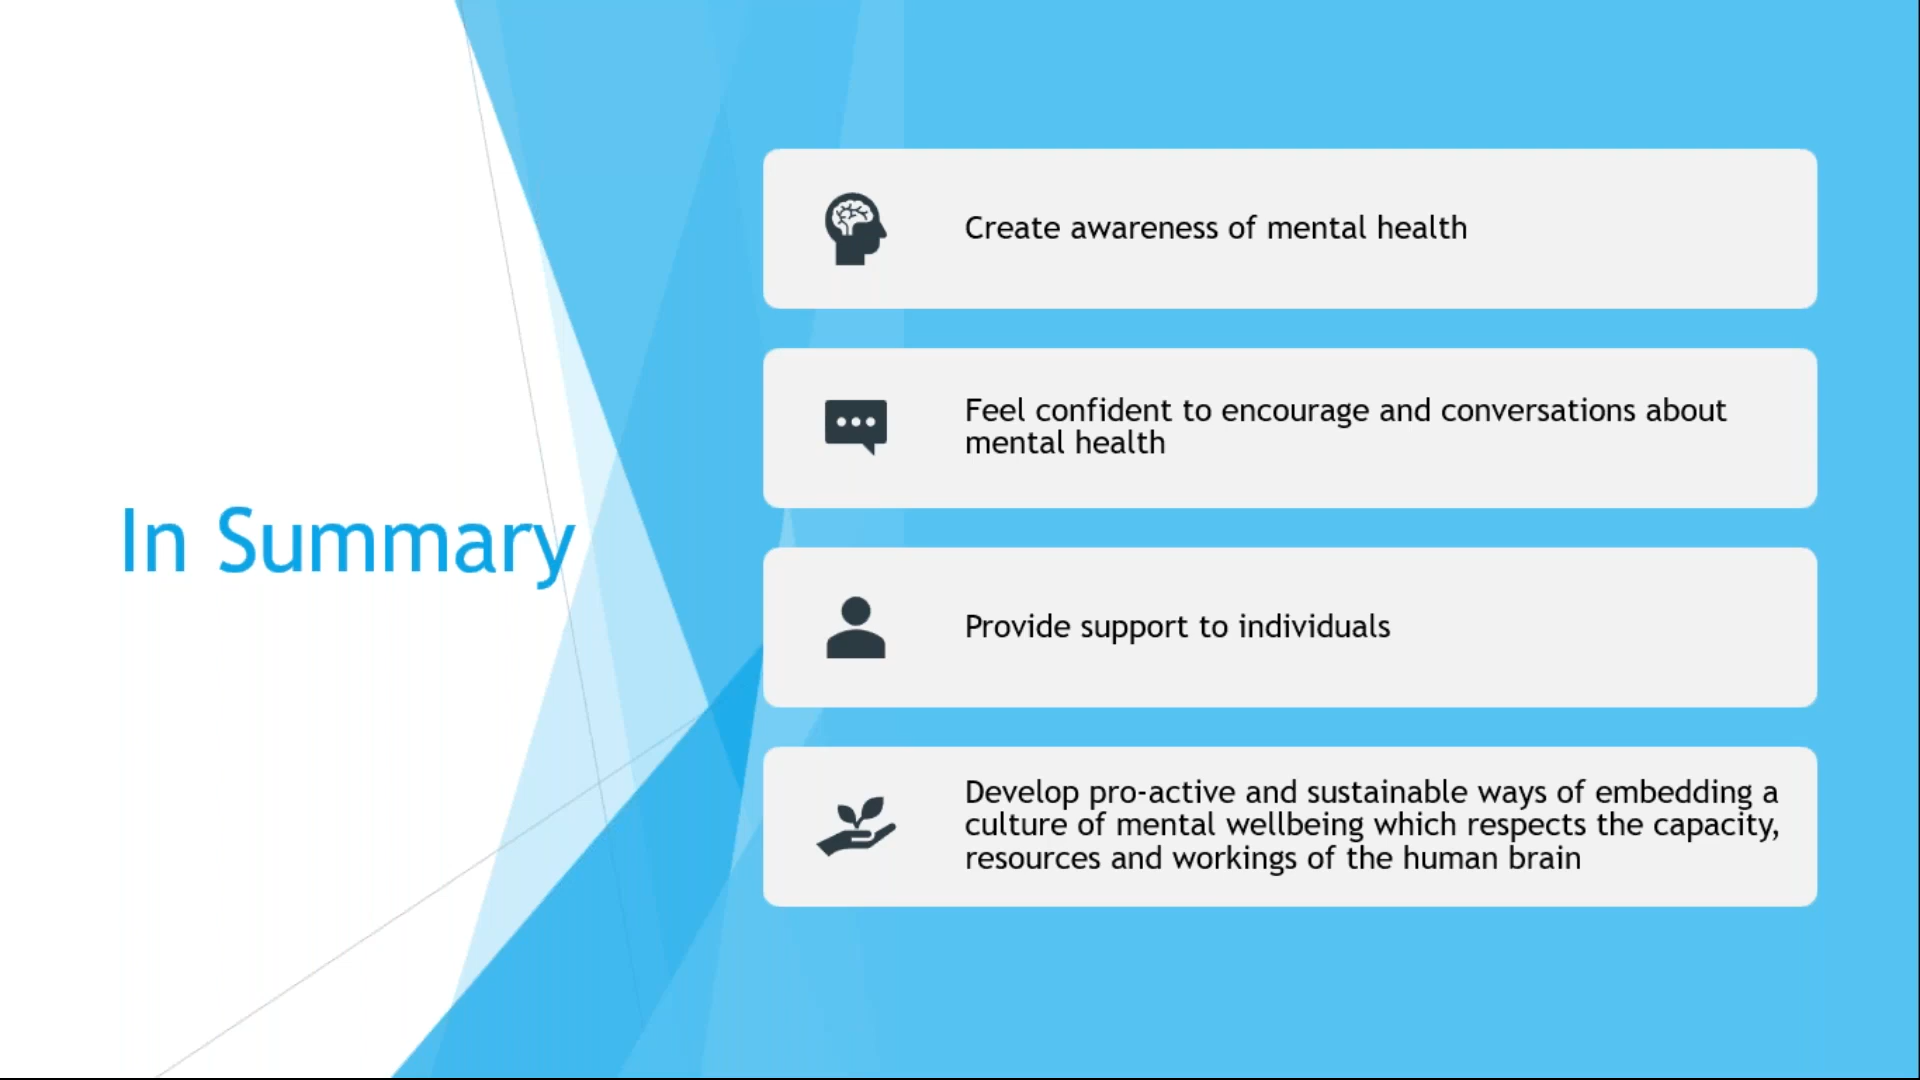 In Summary
Create awareness of mental health
Feel confident to encourage and conversations about
mental health
Provide support to individuals
Develop pro-active and sustainable ways of embedding a
culture of mental wellbeing which respects the capacity,
resources and workings of the human brain